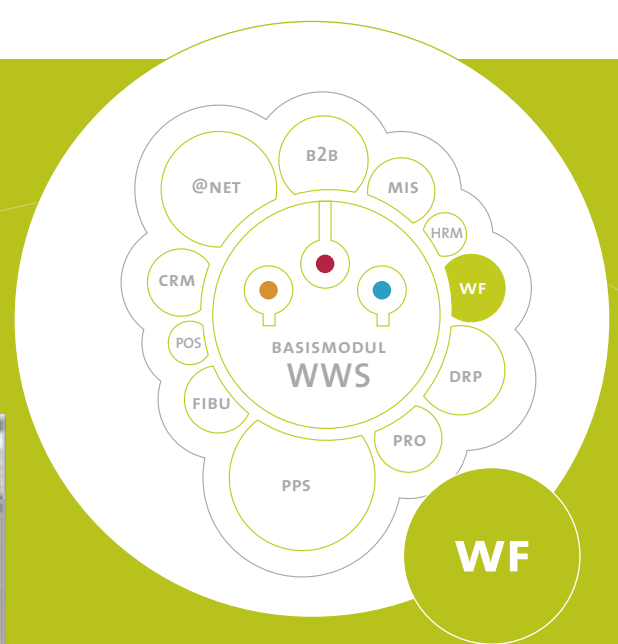 B2B
@NET
MIS
HRM
CRM
WF
POS
BASISMODUL
WWS
DRP
FIBU
PRO
PPS
WF